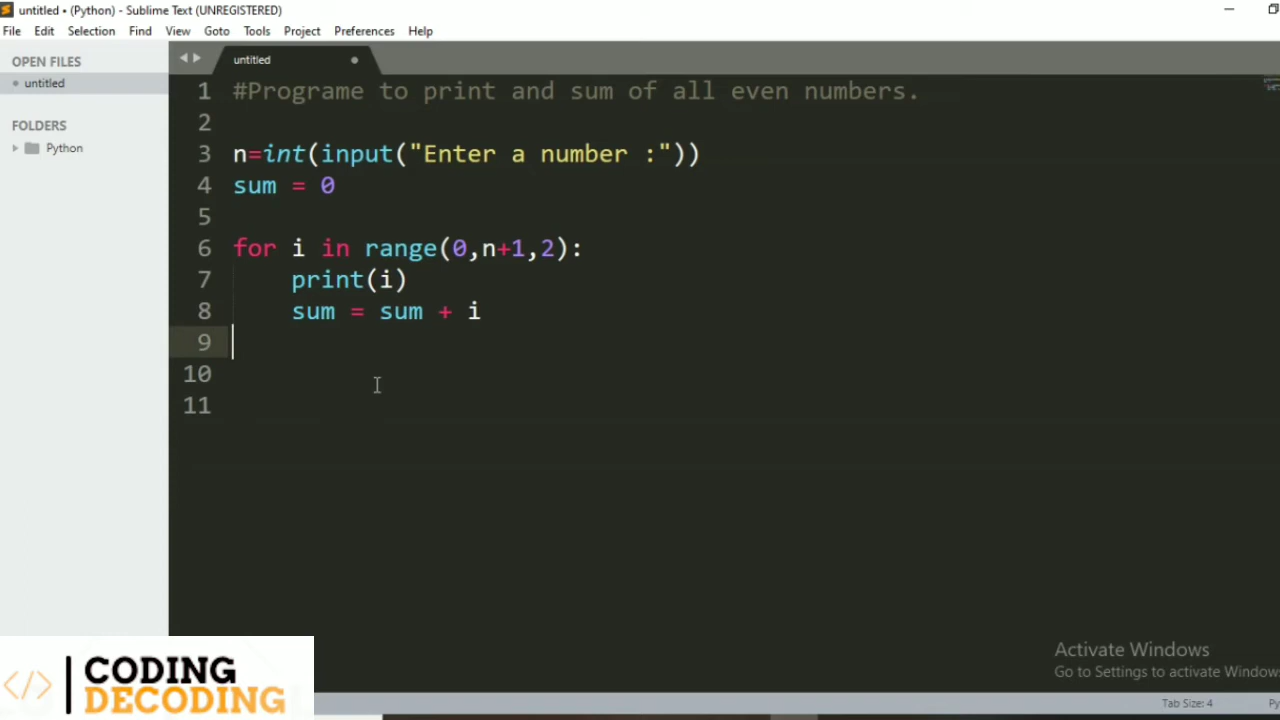 untitled • (Python) - Sublime Text (UNREGISTERED)
File Edit Selection Find View Goto Tools Project Preferences Help
OPEN FILES
untitled
FOLDERS
Python
untitled
1 #Programe to print and sum of all even numbers.
2
3 n=int(input("Enter a number :"))
4 sum = 0
5
6 for i in range(0,n+1,2):
7 print(i)
8 sum = sum + i
9
10
11
</> | CODING
DECODING
Activate Windows
Go to Settings to activate Window
Tab Size: 4